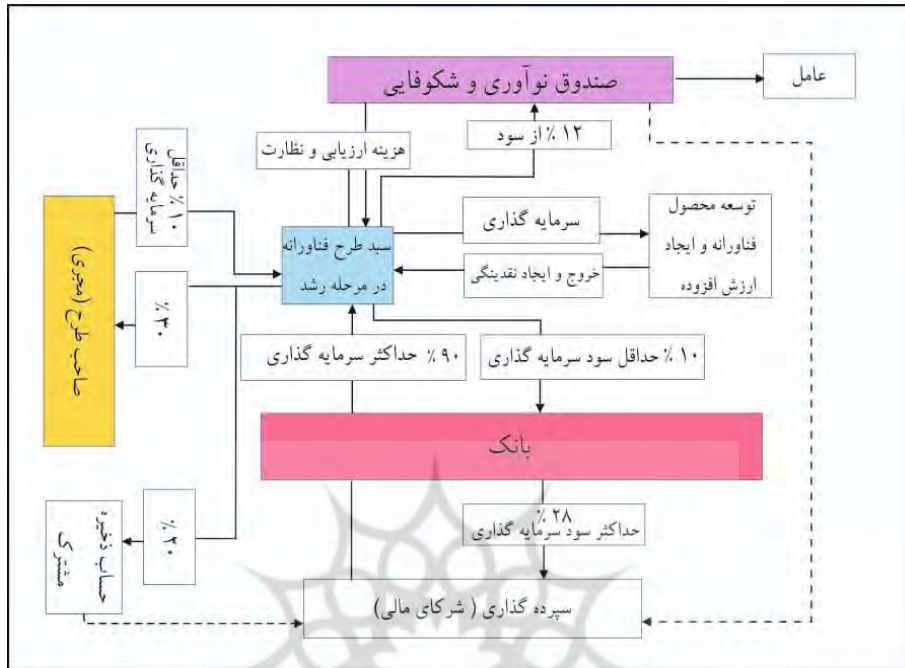 صندوق نوآوری و شکوفایی
عامل
هزینه ارزیابی و نظارت
۱۲ ٪ از سود
۱۰ ٪ حداقل
سرمایه گذاری
صاحب طرح (مجری)
۳۰ ٪
سبد طرح فناورانه
در مرحله رشد
سرمایه گذاری
خروج و ایجاد نقدینگی
توسعه محصول
فناورانه و ایجاد
ارزش افزوده
۹۰ ٪ حداکثر سرمایه گذاری
۱۰ ٪ حداقل سود سرمایه گذاری
بانک
۲۸ ٪
حداکثر سود سرمایه گذاری
۲۰ ٪
حساب ذخیره
مشترک
سپرده گذاری ( شرکای مالی)